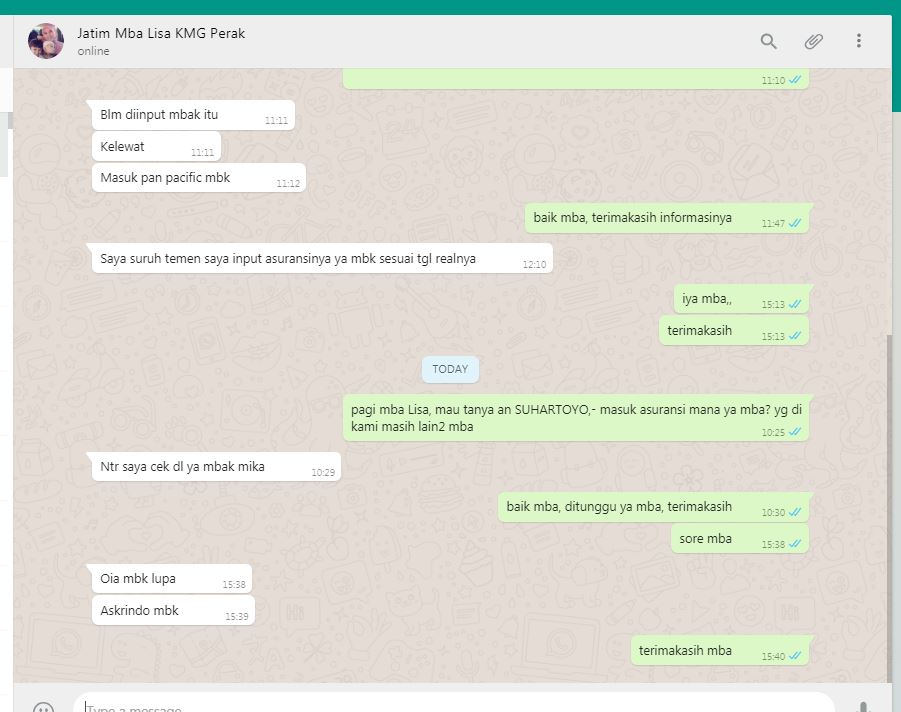 Jatim Mba Lisa KMG Perak
online
11:10
Blm diinput mbak itu
11:11
Kelewat
11:11
Masuk pan pacific mbk
11:12
baik mba, terimakasih informasinya
11:47
Saya suruh temen saya input asuransinya ya mbk sesuai tgl realnya
12:10
iya mba,,
15:13
terimakasih
15:13
TODAY
pagi mba Lisa, mau tanya an SUHARTOYO,- masuk asuransi mana ya mba? yg di
kami masih lain2 mba
10:25
Ntr saya cek dl ya mbak mika
10:29
baik mba, ditunggu ya mba, terimakasih
10:30
sore mba
15:38
Oia mbk lupa
15:38
Askrindo mbk
15:39
terimakasih mba
15:40
Type a message